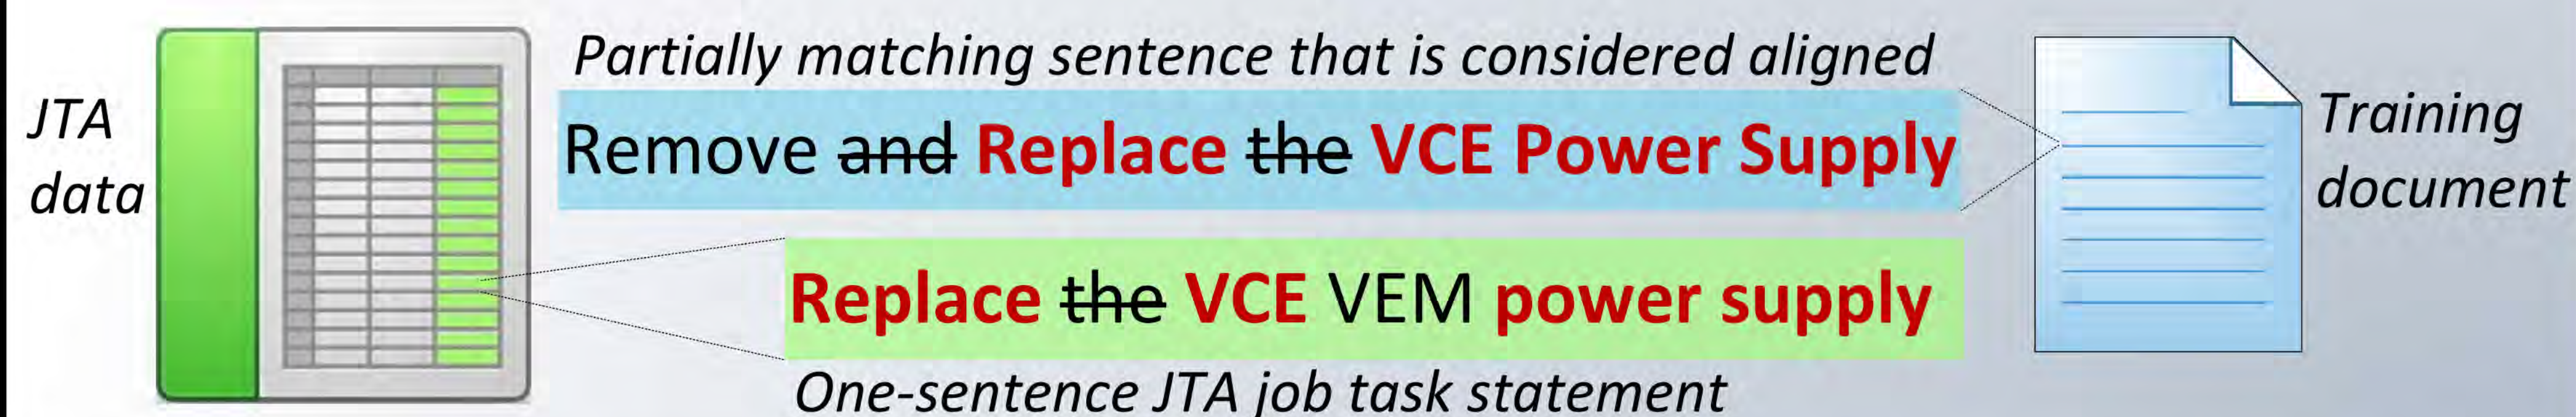 JTA
data
Partially matching sentence that is considered aligned
Remove and Replace the VCE Power Supply
Replace the VCE VEM power supply
One-sentence JTA job task statement
Training
document